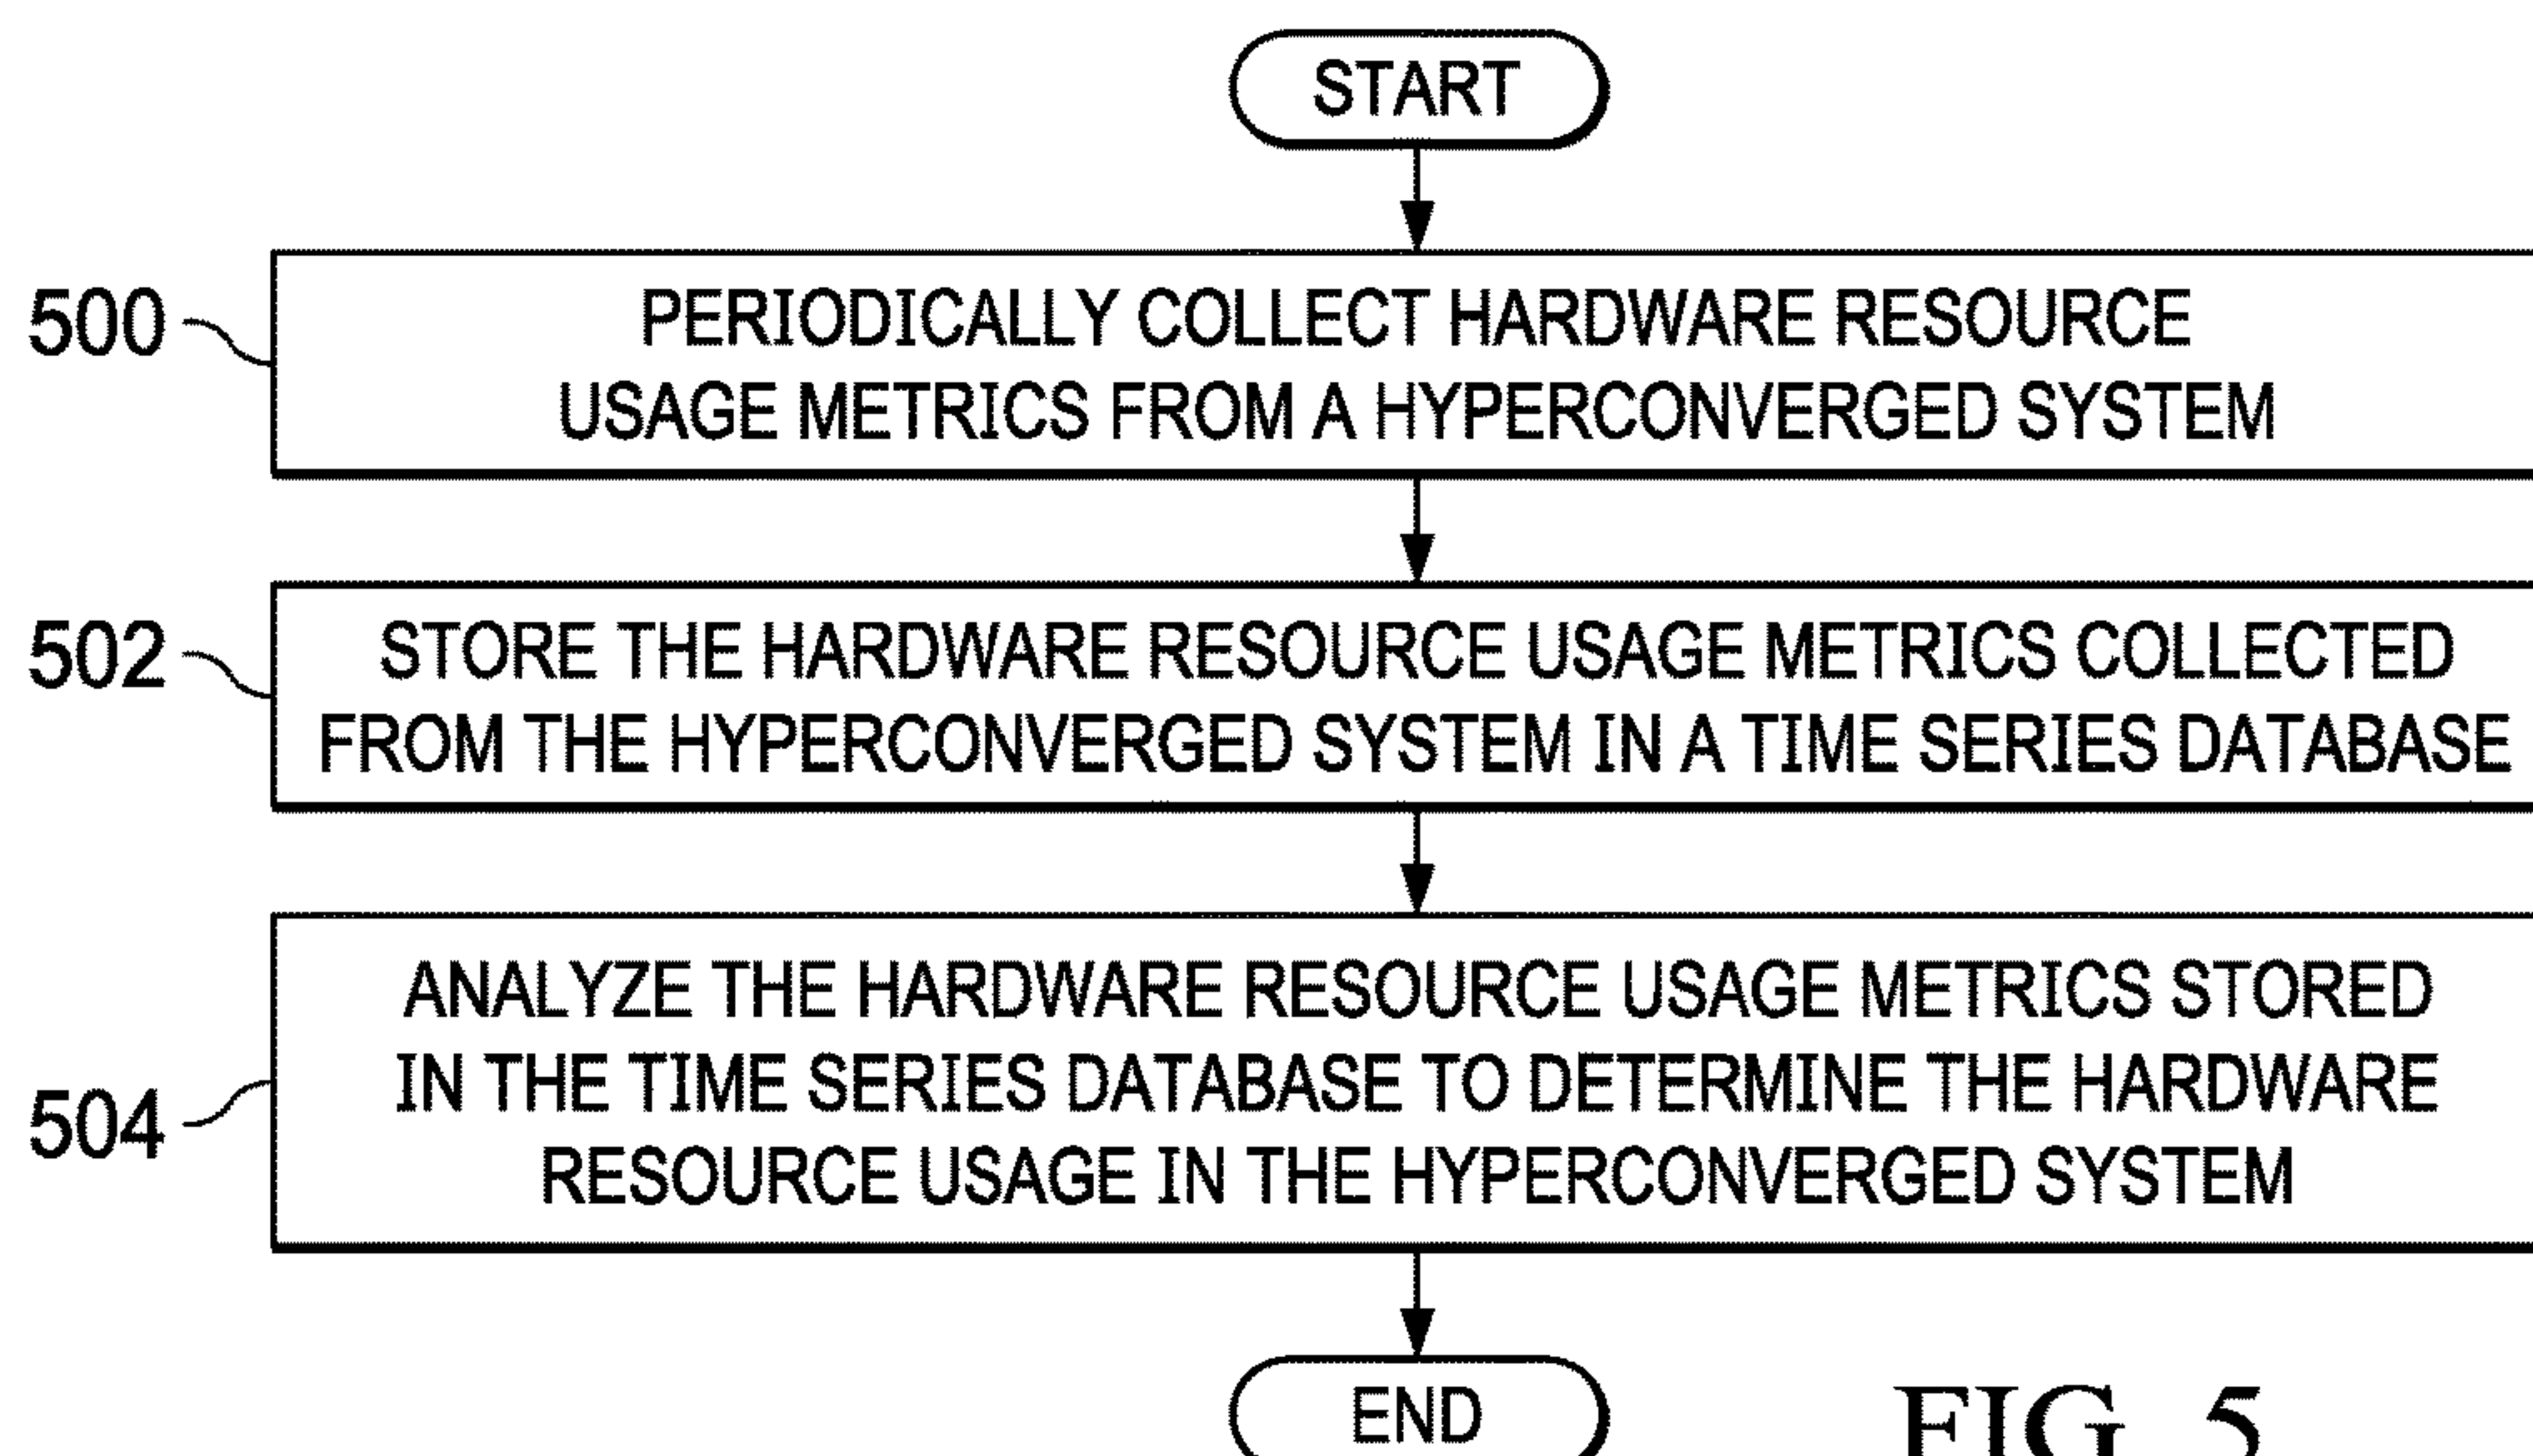 START
500
PERIODICALLY COLLECT HARDWARE RESOURCE
USAGE METRICS FROM A HYPERCONVERGED SYSTEM
502
STORE THE HARDWARE RESOURCE USAGE METRICS COLLECTED
FROM THE HYPERCONVERGED SYSTEM IN A TIME SERIES DATABASE
504
ANALYZE THE HARDWARE RESOURCE USAGE METRICS STORED
IN THE TIME SERIES DATABASE TO DETERMINE THE HARDWARE
RESOURCE USAGE IN THE HYPERCONVERGED SYSTEM
END
FIG. 5